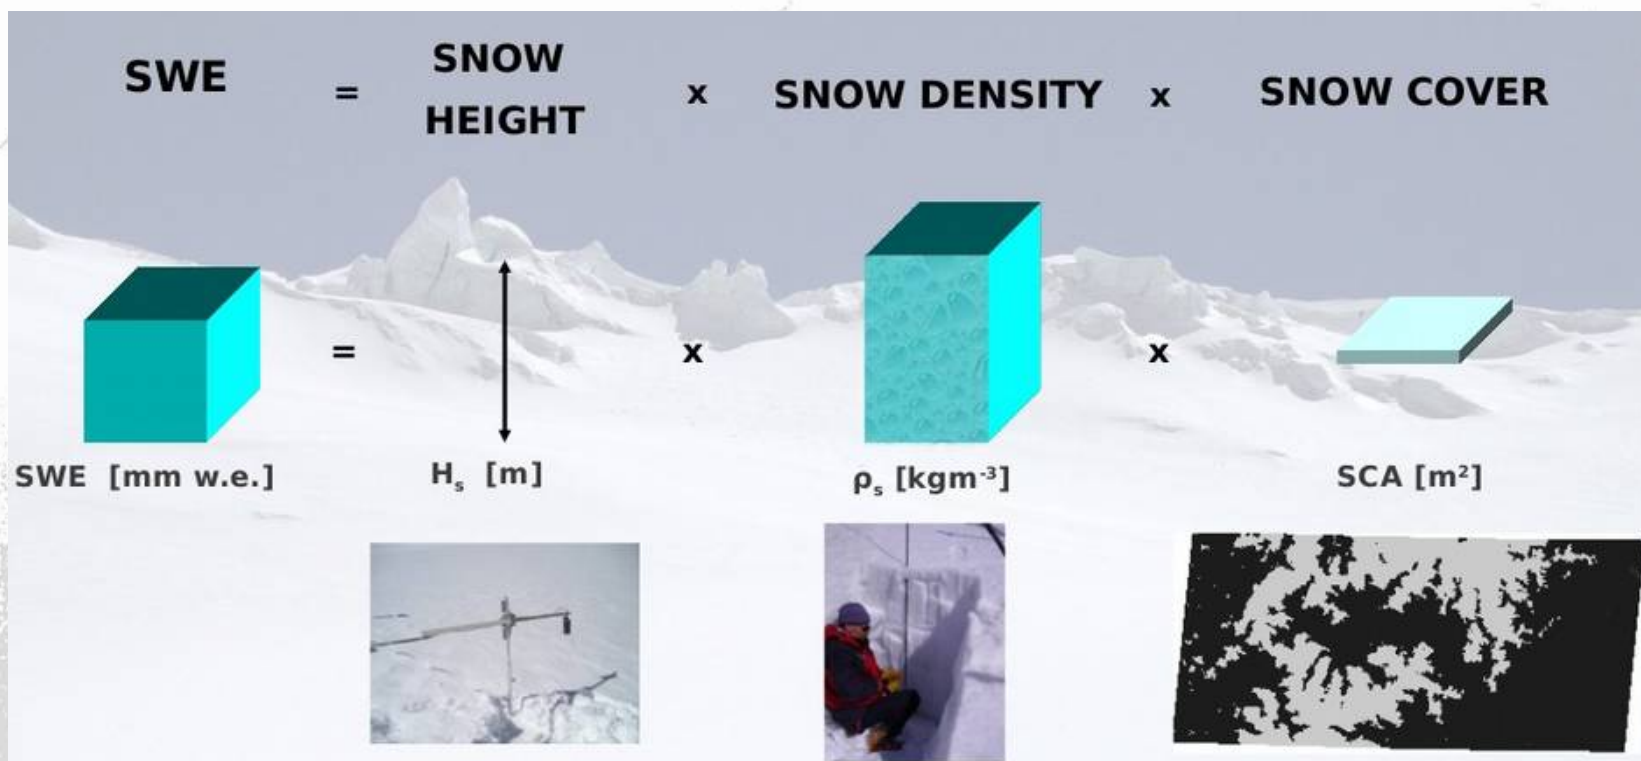 SWE = SNOW HEIGHT x SNOW DENSITY x SNOW COVER
= x x
SWE [mm w.e.] Hₛ [m] ρₛ [kgm⁻³] SCA [m²]